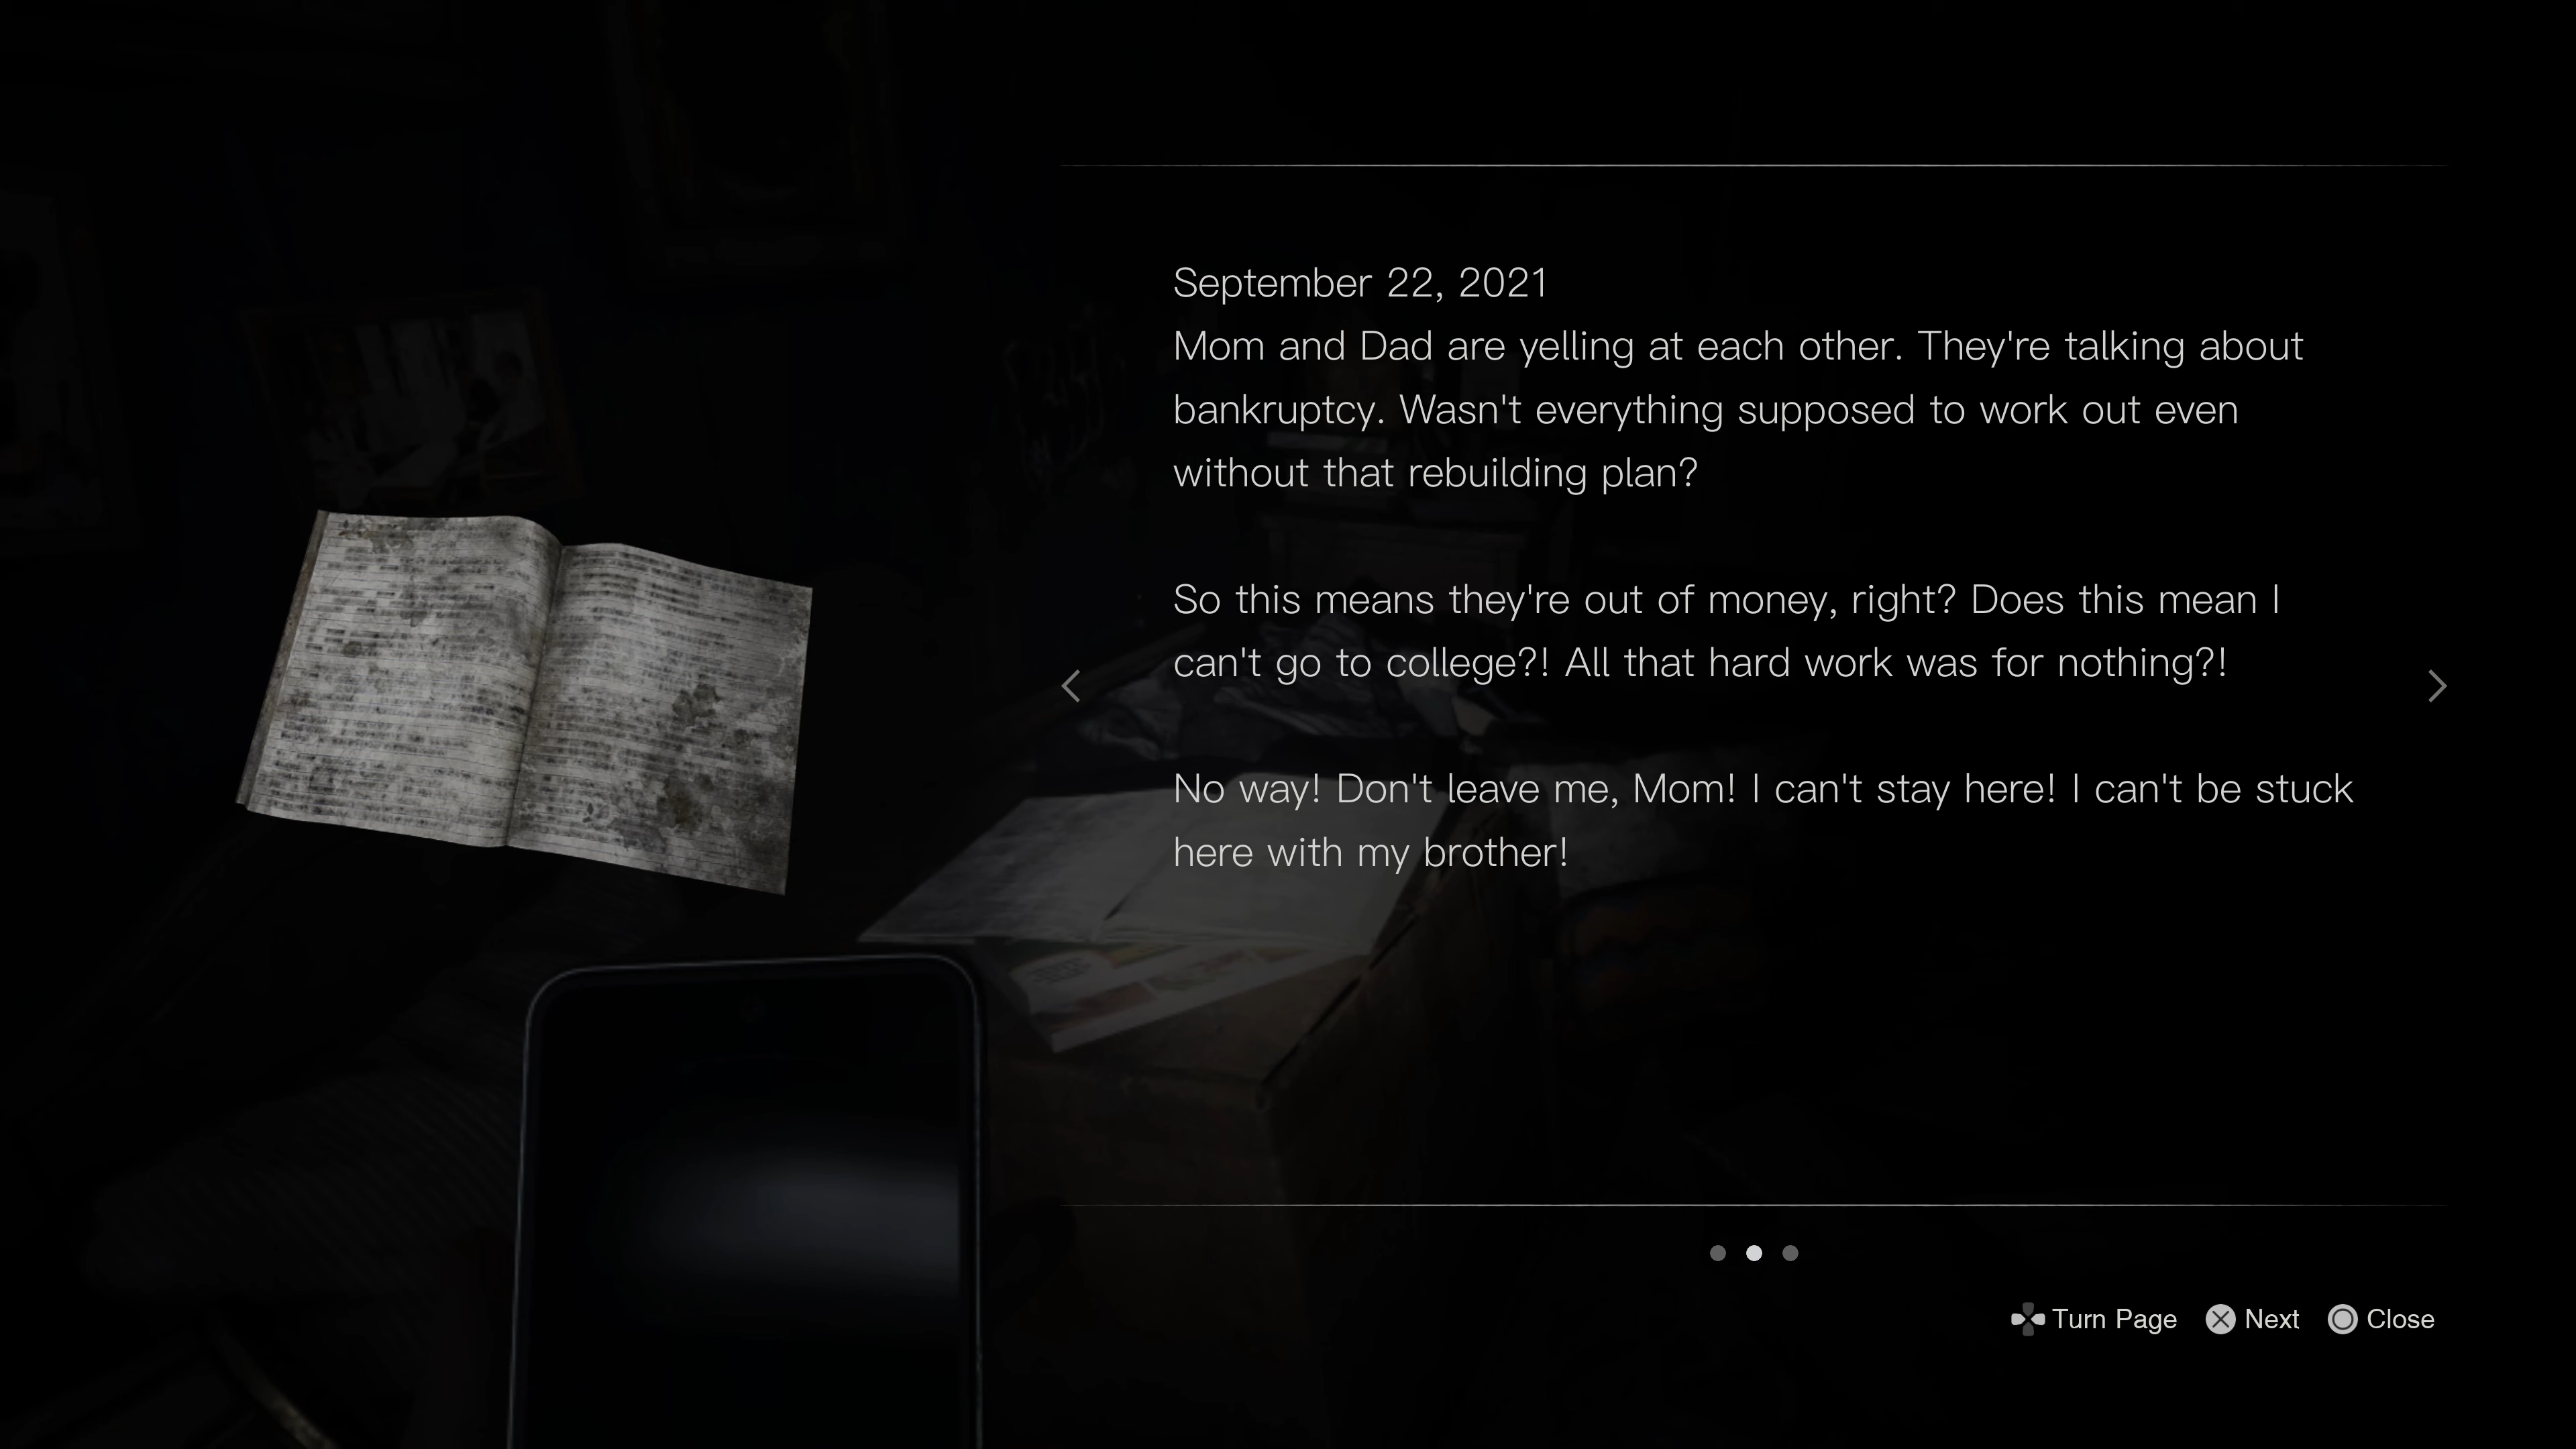 September 22, 2021
Mom and Dad are yelling at each other. They're talking about
bankruptcy. Wasn't everything supposed to work out even
without that rebuilding plan?
So this means they're out of money, right? Does this mean I
can't go to college?! All that hard work was for nothing?!
No way! Don't leave me, Mom! I can't stay here! I can't be stuck
here with my brother!
Turn Page
Next
Close